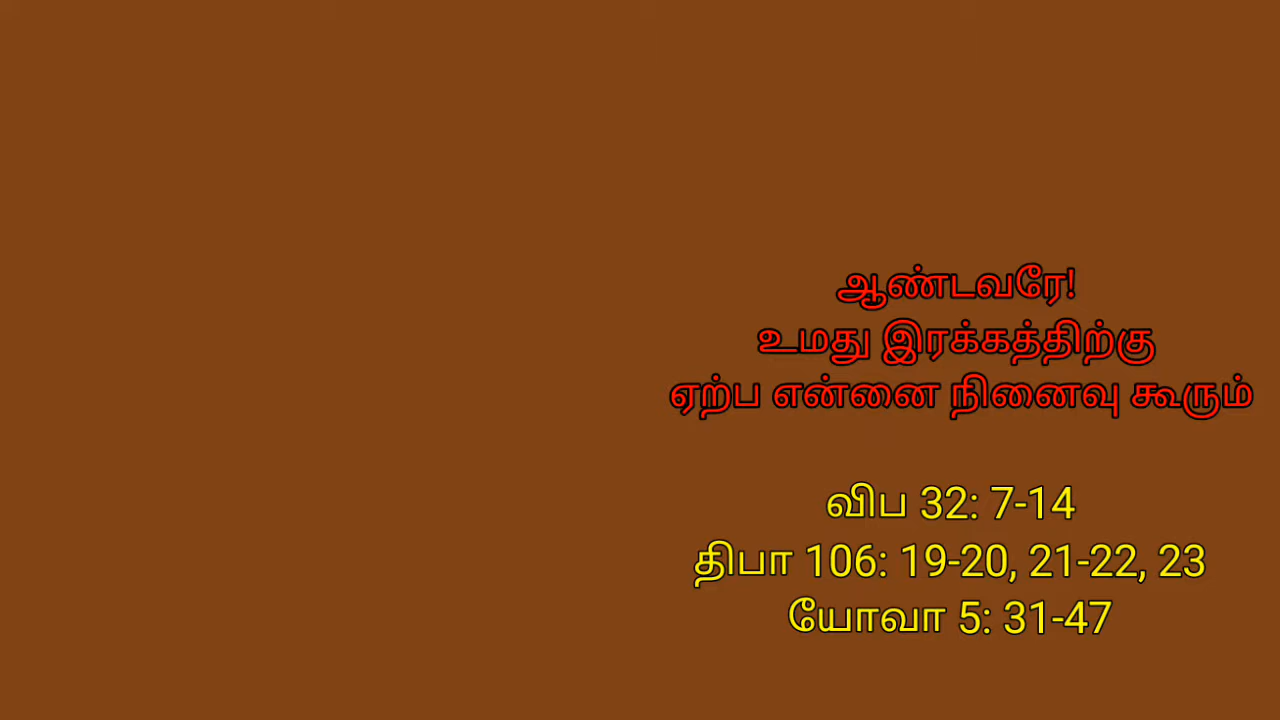 ஆண்டவரே!
உமது இரக்கத்திற்கு
ஏற்ப என்னை நினைவு கூரும்
விப 32: 7-14
திபா 106: 19-20, 21-22, 23
யோவா 5: 31-47